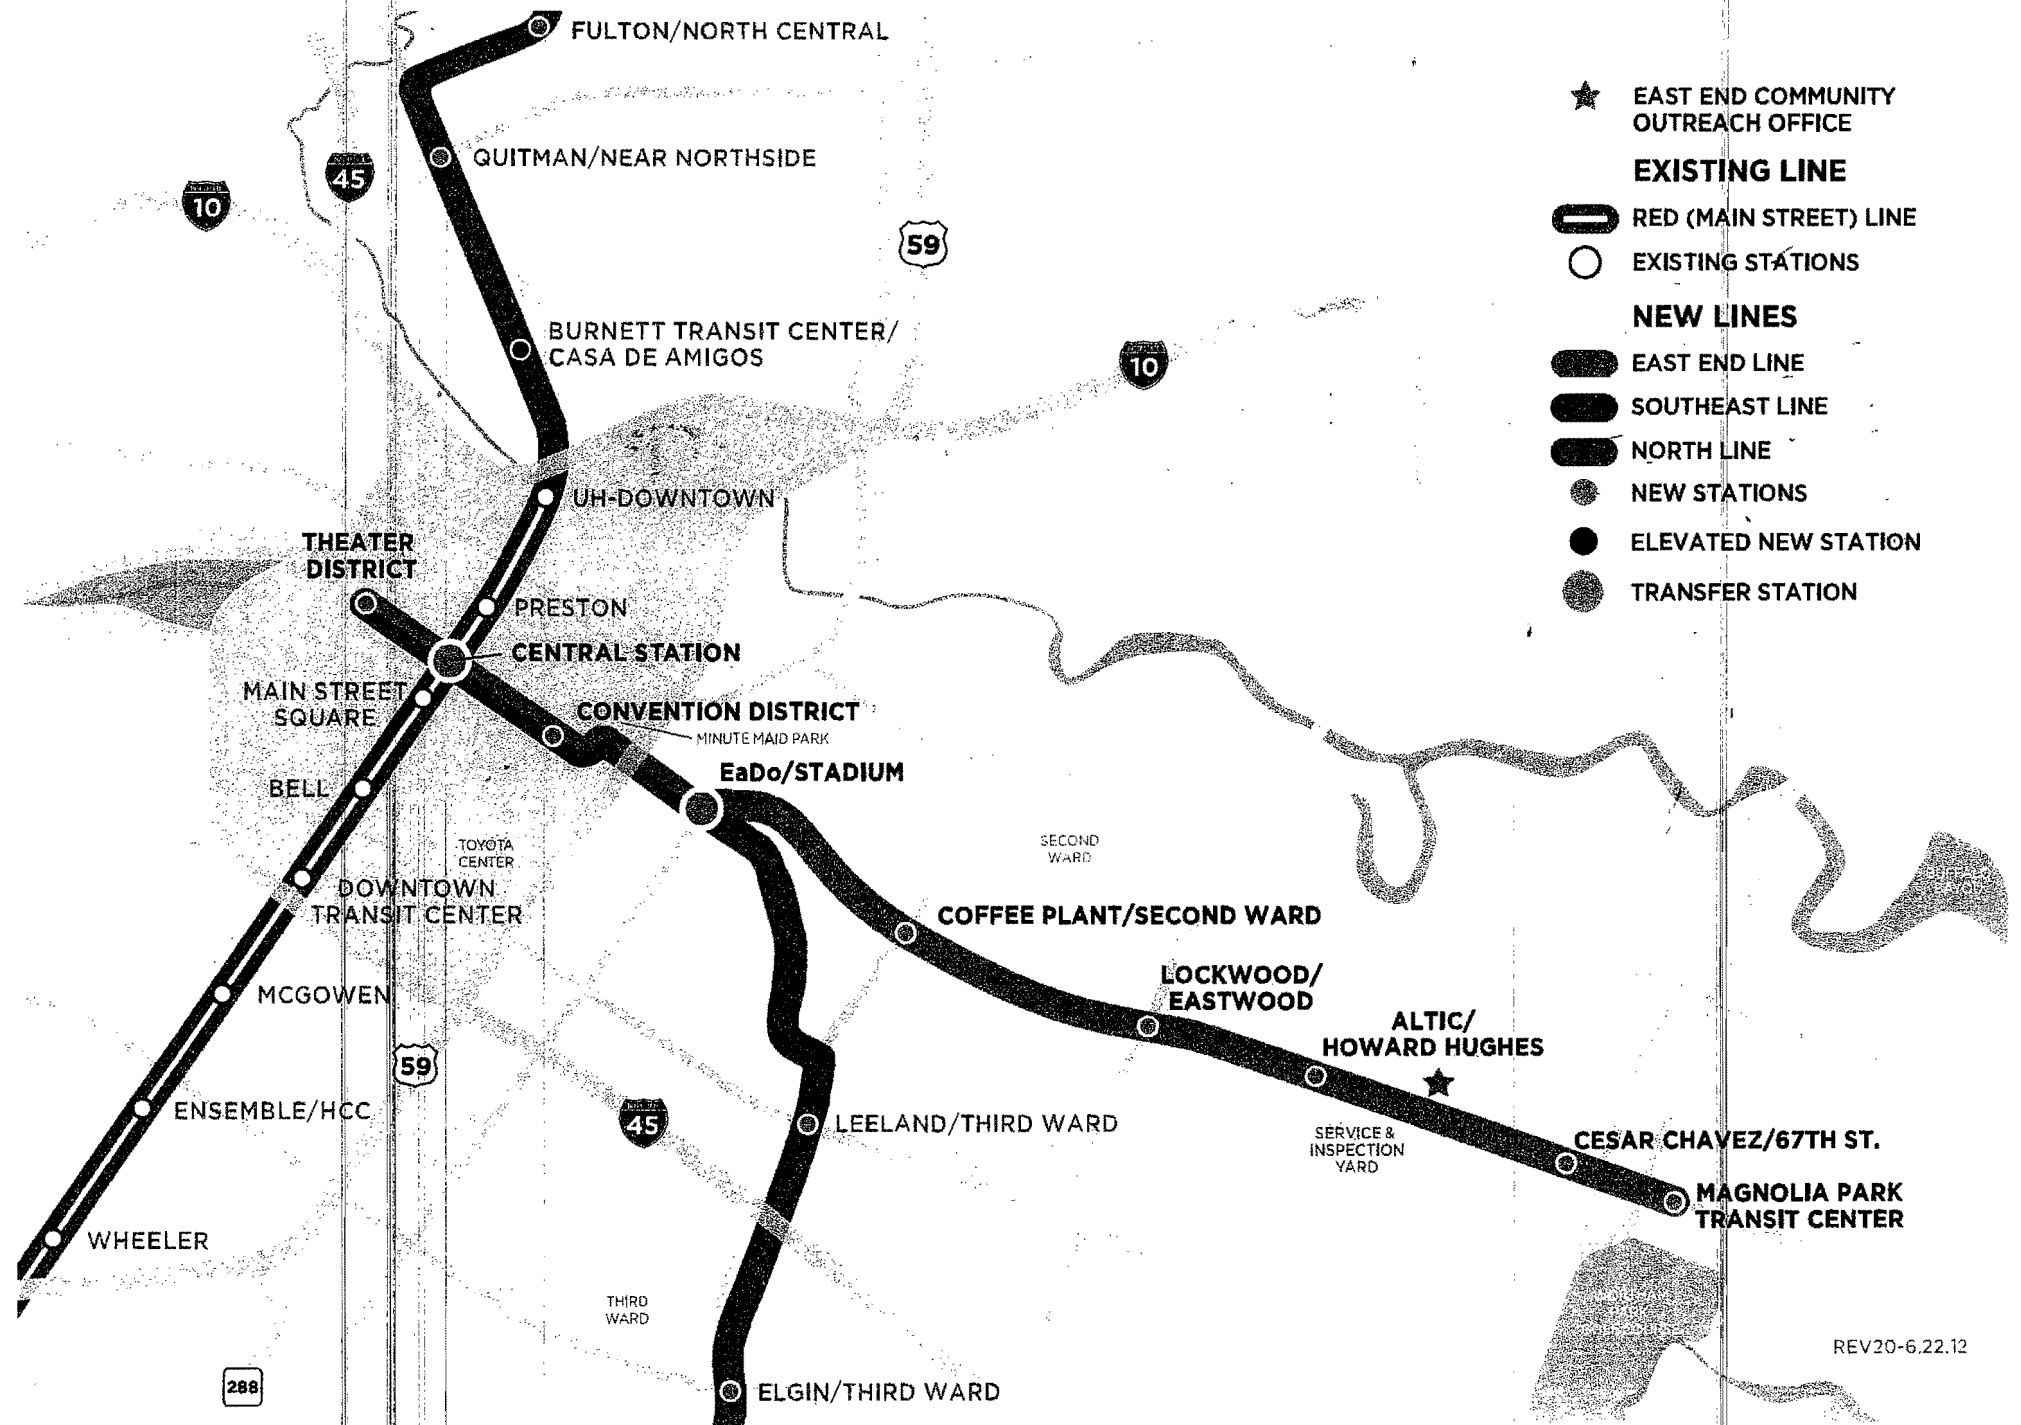 FULTON/NORTH CENTRAL
QUITMAN/NEAR NORTHSIDE
45
10
59
BURNETT TRANSIT CENTER/
CASA DE AMIGOS
10
UH-DOWNTOWN
THEATER
DISTRICT
PRESTON
CENTRAL STATION
MAIN STREET
SQUARE
CONVENTION DISTRICT
MINUTE MAID PARK
EaDo/STADIUM
BELL
TOYOTA
CENTER
SECOND
WARD
DOWNTOWN
TRANSIT CENTER
COFFEE PLANT/SECOND WARD
LOCKWOOD/
EASTWOOD
MCGOWEN
ALTIC/
HOWARD HUGHES
59
ENSEMBLE/HCC
45
LEELAND/THIRD WARD
SERVICE &
INSPECTION
YARD
CESAR CHAVEZ/67TH ST.
MAGNOLIA PARK
TRANSIT CENTER
WHEELER
THIRD
WARD
288
ELGIN/THIRD WARD
EAST END COMMUNITY
OUTREACH OFFICE
EXISTING LINE
RED (MAIN STREET) LINE
EXISTING STATIONS
NEW LINES
EAST END LINE
SOUTHEAST LINE
NORTH LINE
NEW STATIONS
ELEVATED NEW STATION
TRANSFER STATION
REV20-6.22.12